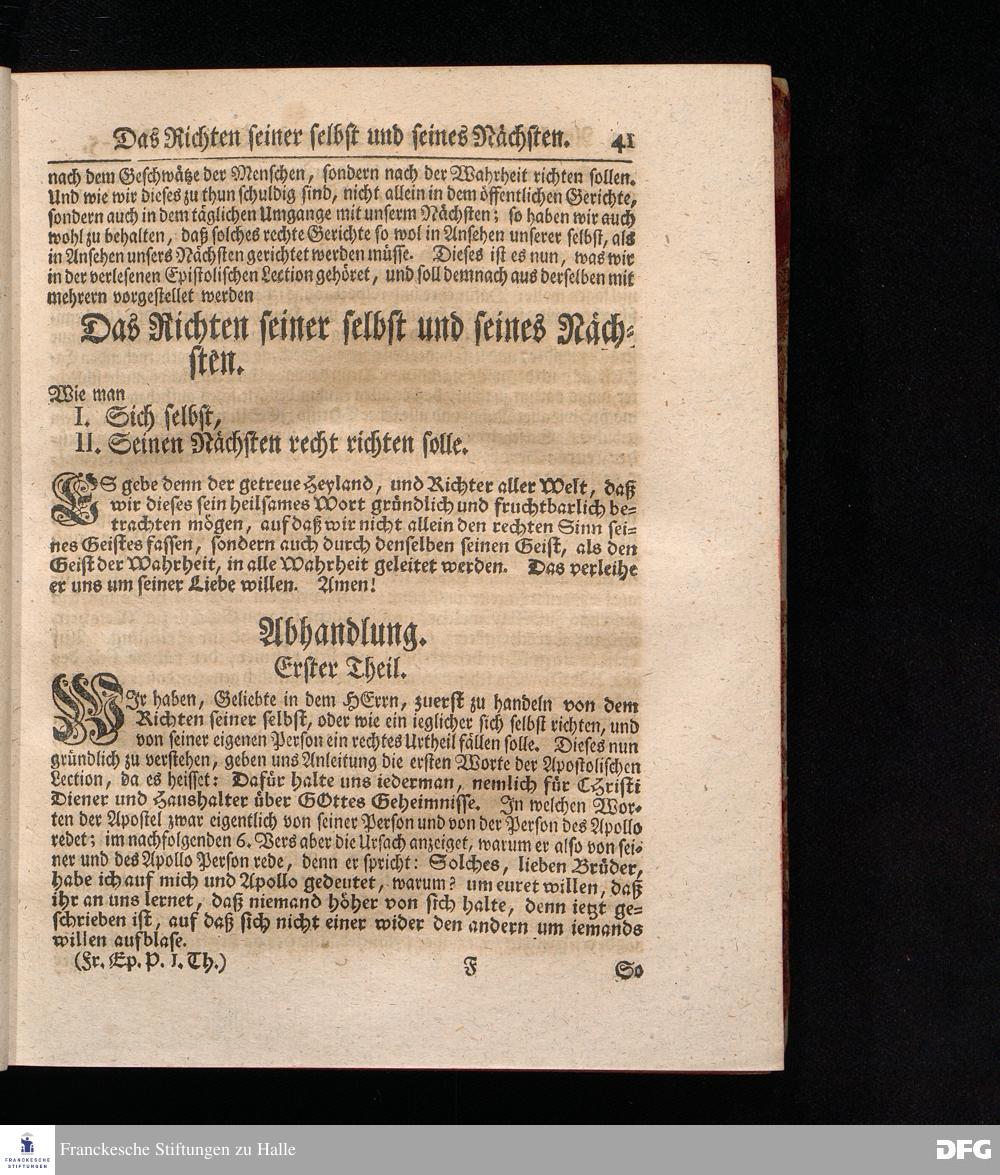 Das Richten seiner selbst und seines Nächsten. 41
nach dem Geschwätze der Menschen, sondern nach der Wahrheit richten sollen.
Und wie wir dieses zu thun schuldig sind, nicht allein in dem öffentlichen Gerichte,
sondern auch in dem täglichen Umgange mit unserm Nächsten; so haben wir auch
wohl zu behalten, daß solches rechte Gerichte so wol in Ansehen unserer selbst, als
in Ansehen unsers Nächsten gerichtet werden müsse. Dieses ist es nun, was wir
in der verlesenen Epistolischen Lection gehöret, und soll demnach aus derselben mit
mehrern vorgestellet werden
Das Richten seiner selbst und seines Näch-
sten.
Wie man
I. Sich selbst,
II. Seinen Nächsten recht richten solle.
ES gebe denn der getreue Heyland, und Richter aller Welt, daß
wir dieses sein heilsames Wort gründlich und fruchtbarlich be-
trachten mögen, auf daß wir nicht allein den rechten Sinn sei-
nes Geistes fassen, sondern auch durch denselben seinen Geist, als den
Geist der Wahrheit, in alle Wahrheit geleitet werden. Das verleihe
er uns um seiner Liebe willen. Amen!
Abhandlung.
Erster Theil.
WIr haben, Geliebte in dem HErrn, zuerst zu handeln von dem
Richten seiner selbst, oder wie ein ieglicher sich selbst richten, und
von seiner eigenen Person ein rechtes Urtheil fällen solle. Dieses nun
gründlich zu verstehen, geben uns Anleitung die ersten Worte der Apostolischen
Lection, da es heisset: Dafür halte uns iederman, nemlich für CHristi
Diener und Haushalter über GOttes Geheimnisse. In welchen Wor-
ten der Apostel zwar eigentlich von seiner Person und von der Person des Apollo
redet; im nachfolgenden 6. Vers aber die Ursach anzeiget, warum er also von sei-
ner und des Apollo Person rede, denn er spricht: Solches, lieben Brüder,
habe ich auf mich und Apollo gedeutet, warum? um euret willen, daß
ihr an uns lernet, daß niemand höher von sich halte, denn ietzt ge-
schrieben ist, auf daß sich nicht einer wider den andern um iemands
willen aufblase.
(Fr. Ep. P. I. Th.) F So
FRANCKESCHE
STIFTUNGEN
Franckesche Stiftungen zu Halle
DFG